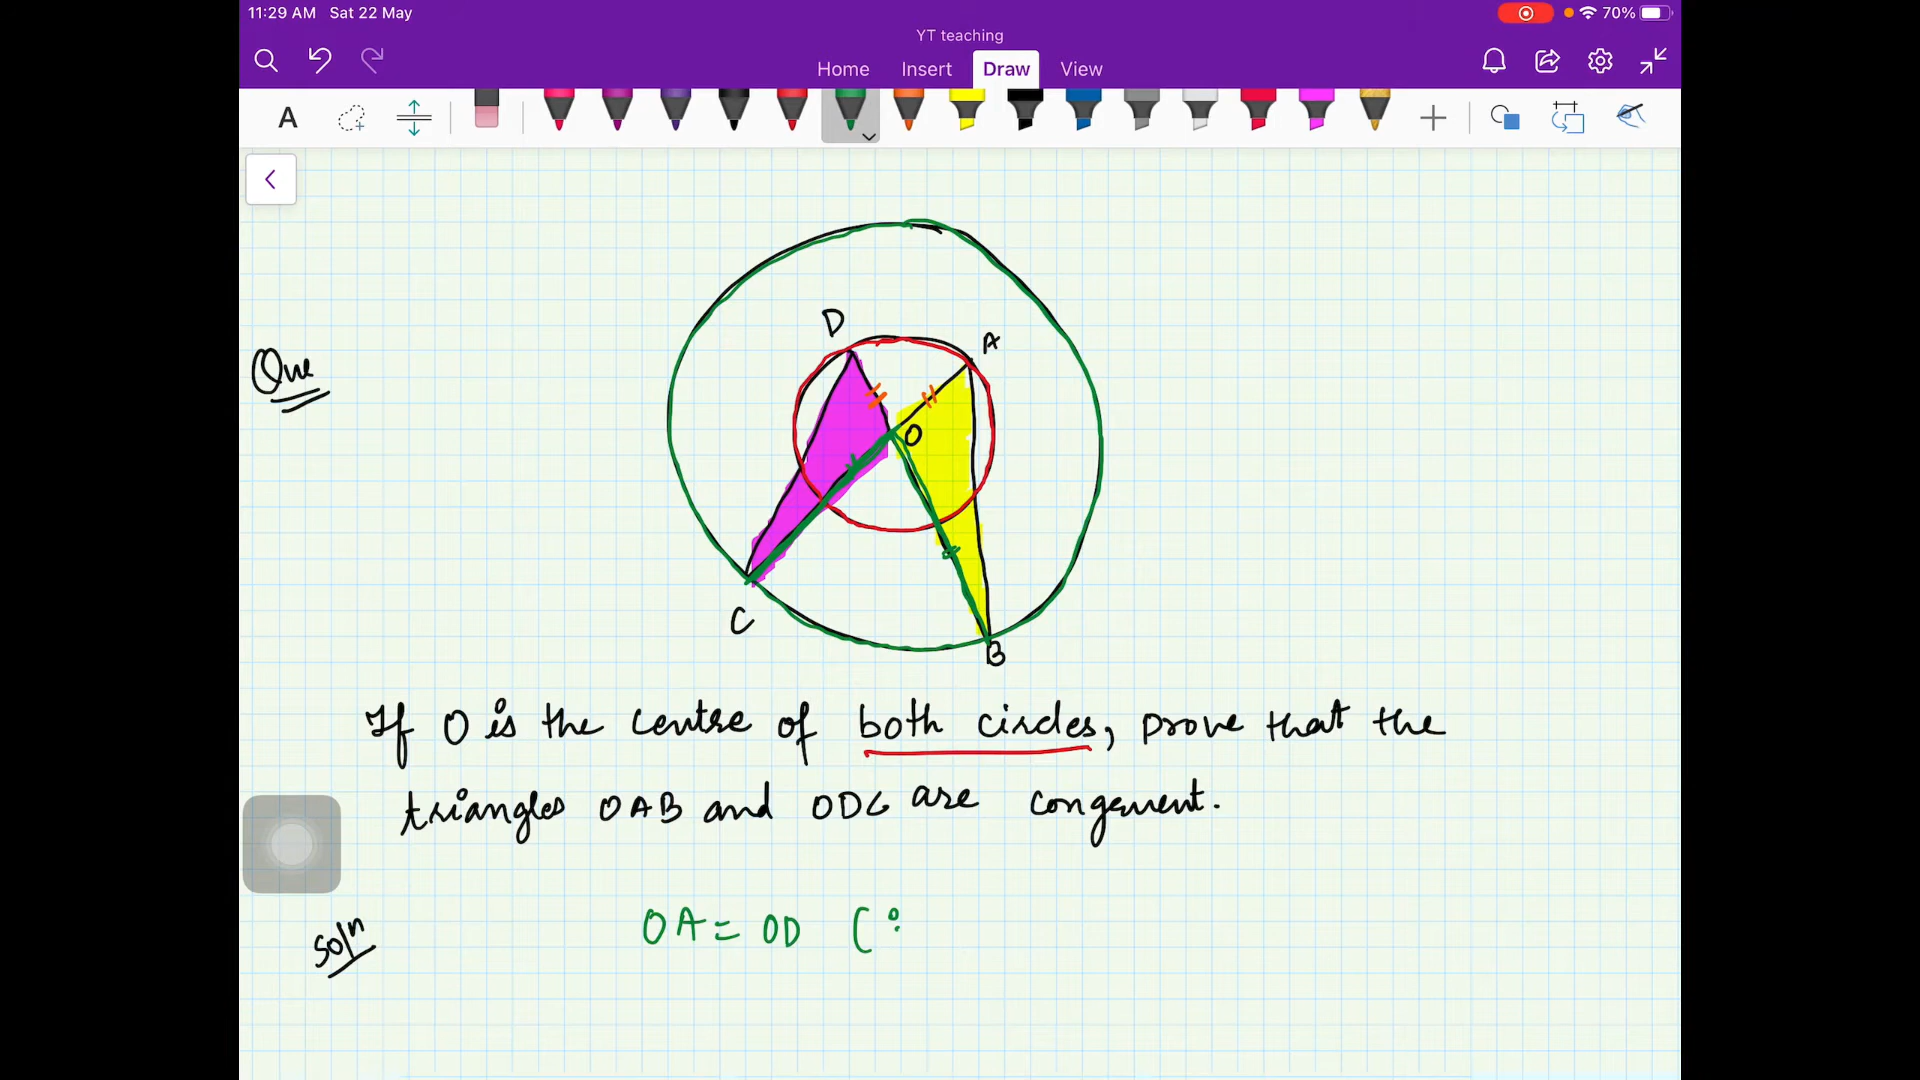 11:29 AM Sat 22 May
70%
YT teaching
Home Insert Draw View
A
Que
D
A
O
C
B
If O is the centre of both circles, prove that the
triangles OAB and ODC are congruent.
Soln
OA = OD (∵